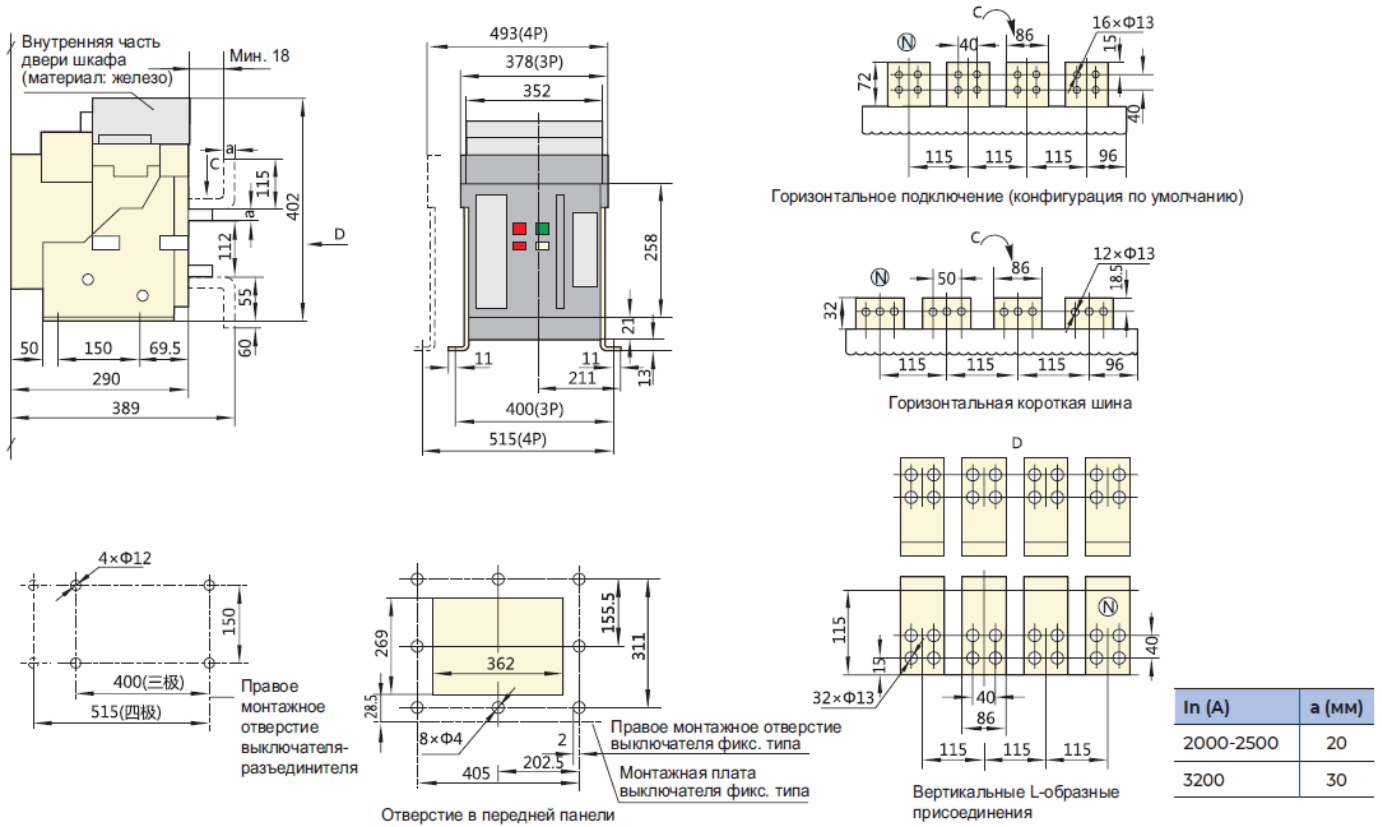 Внутренняя часть
двери шкафа
(материал: железо)
Мин. 18
a
C
115
a
402
D
112
55
60
50
150
69.5
290
389
493(4P)
378(3P)
352
258
21
11
11
13
211
400(3P)
515(4P)
C
16×Φ13
N
40
86
15
72
40
115
115
115
96
Горизонтальное подключение (конфигурация по умолчанию)
C
12×Φ13
N
50
86
18.5
32
115
115
115
96
Горизонтальная короткая шина
4×Φ12
150
400(三极)
515(四极)
Правое
монтажное
отверстие
выключателя-
разъединителя
155.5
311
269
362
28.5
8×Φ4
2
202.5
405
Правое монтажное отверстие
выключателя фикс. типа
Монтажная плата
выключателя фикс. типа
Отверстие в передней панели
D
N
115
15
40
32×Φ13
40
86
115
115
115
Вертикальные L-образные
присоединения
In (A) a (мм)
2000-2500 20
3200 30